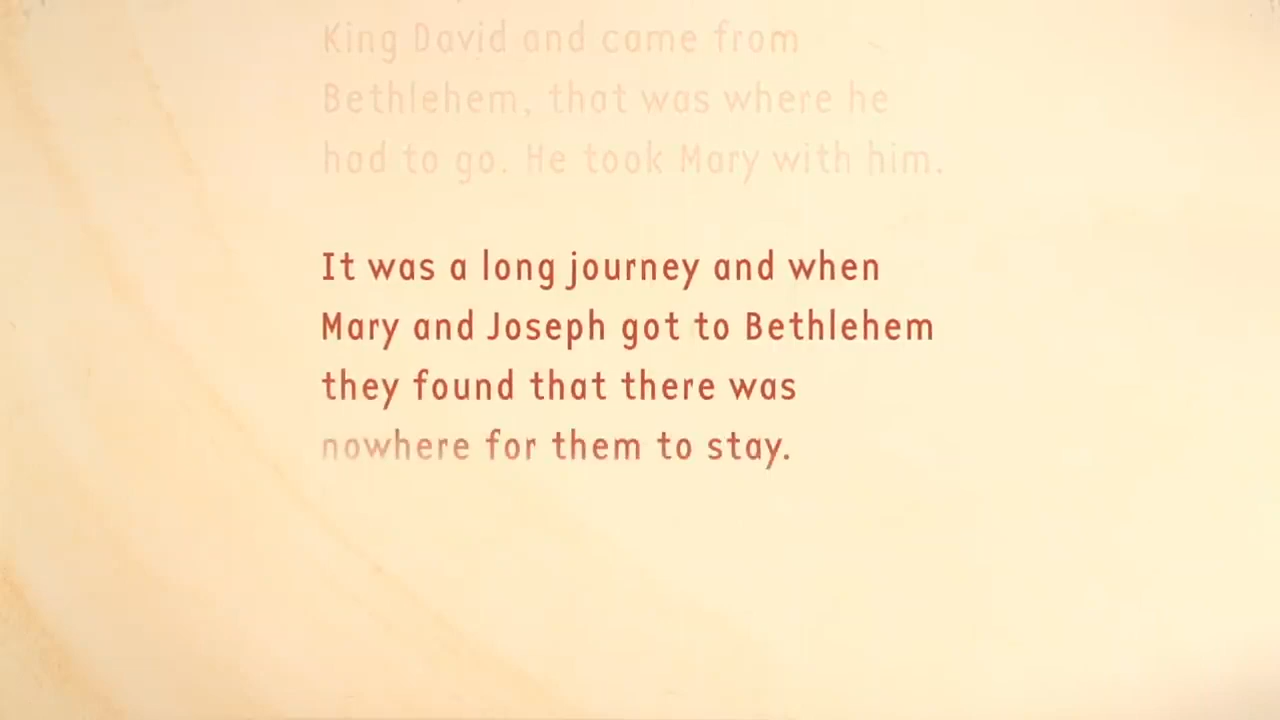 King David and came from
Bethlehem, that was where he
had to go. He took Mary with him.
It was a long journey and when
Mary and Joseph got to Bethlehem
they found that there was
nowhere for them to stay.